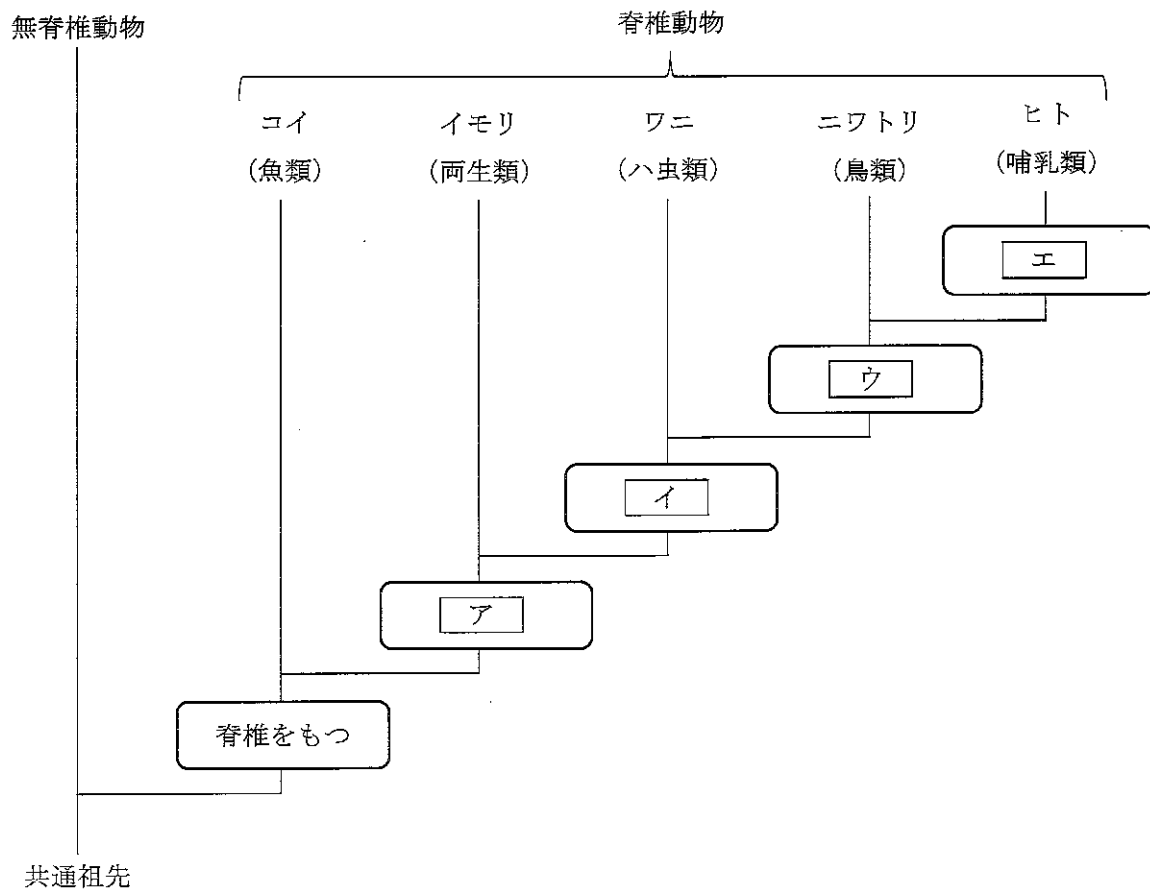 無脊椎動物
脊椎動物
コイ
イモリ
ワニ
ニワトリ
ヒト
(魚類)
(両生類)
(ハ虫類)
(鳥類)
(哺乳類)
エ
ウ
イ
ア
脊椎をもつ
共通祖先